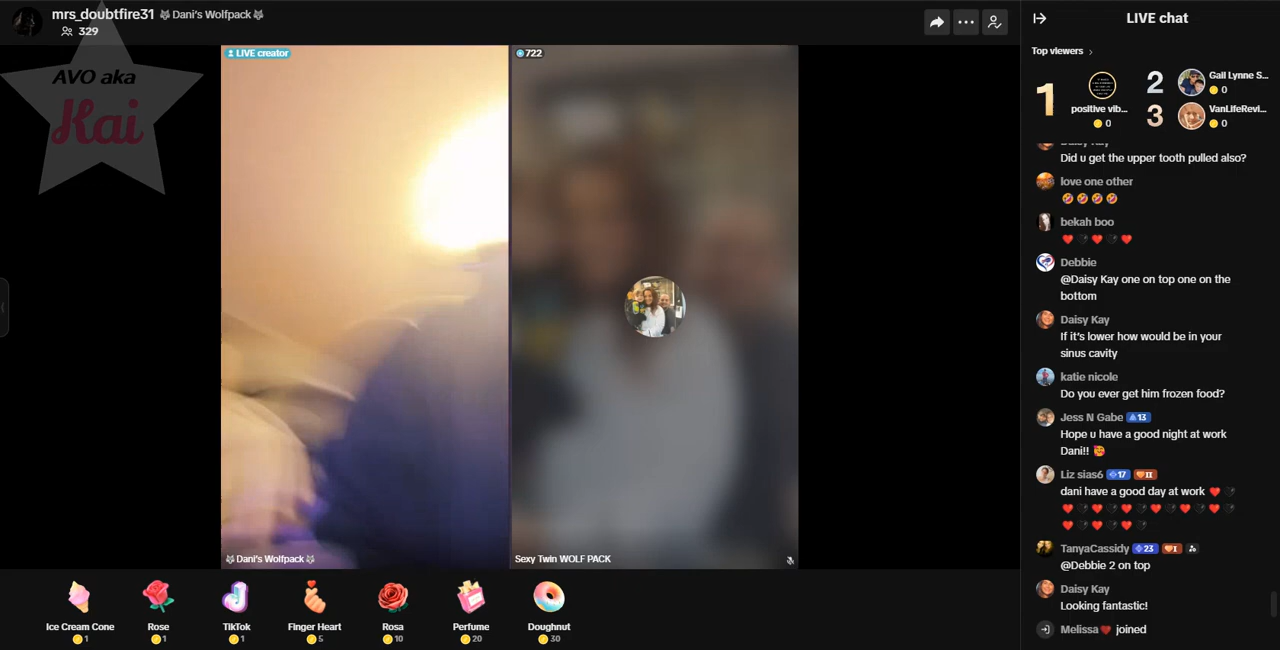 mrs_doubtfire31 🐺Dani's Wolfpack🐺
329
AVO aka
Kai
LIVE creator
722
🐺Dani's Wolfpack🐺
Sexy Twin WOLF PACK
Ice Cream Cone
1
Rose
1
TikTok
1
Finger Heart
5
Rosa
10
Perfume
20
Doughnut
30
LIVE chat
Top viewers
1
positive vib...
0
2
Gail Lynne S...
0
3
VanLifeRevi...
0
Daisy Kay
Did u get the upper tooth pulled also?
love one other
🤣🤣🤣🤣
bekah boo
❤️🖤❤️🖤❤️
Debbie
@Daisy Kay one on top one on the
bottom
Daisy Kay
If it's lower how would be in your
sinus cavity
katie nicole
Do you ever get him frozen food?
Jess N Gabe 13
Hope u have a good night at work
Dani!! 🥰
Liz sias6 17 II
dani have a good day at work ❤️🖤
❤️🖤❤️🖤❤️🖤❤️🖤❤️🖤❤️🖤
❤️🖤❤️🖤❤️🖤
TanyaCassidy 23 I
@Debbie 2 on top
Daisy Kay
Looking fantastic!
Melissa❤️ joined